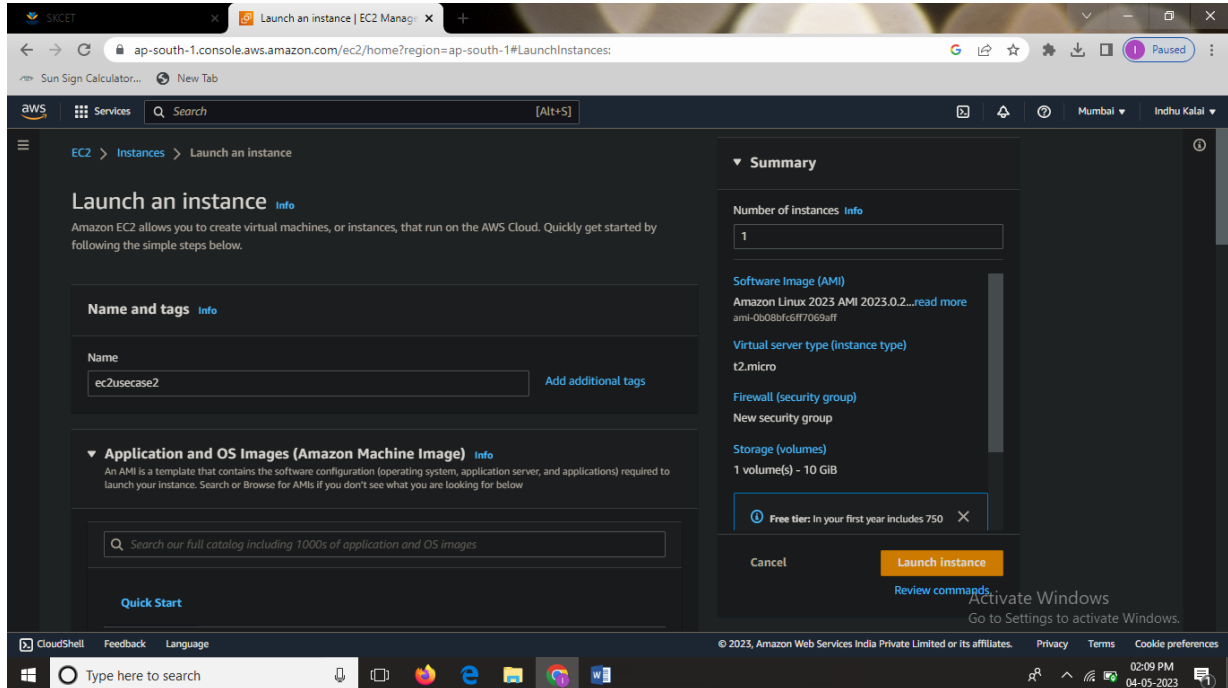 SKCET
Launch an instance | EC2 Manage
ap-south-1.console.aws.amazon.com/ec2/home?region=ap-south-1#LaunchInstances:
G
I
Paused
Sun Sign Calculator...
New Tab
aws
Services
Search
[Alt+S]
Mumbai
Indhu Kalai
EC2 > Instances > Launch an instance
Launch an instance Info
Amazon EC2 allows you to create virtual machines, or instances, that run on the AWS Cloud. Quickly get started by
following the simple steps below.
Name and tags Info
Name
ec2usecase2
Add additional tags
Application and OS Images (Amazon Machine Image) Info
An AMI is a template that contains the software configuration (operating system, application server, and applications) required to
launch your instance. Search or Browse for AMIs if you don't see what you are looking for below
Search our full catalog including 1000s of application and OS images
Quick Start
Summary
Number of instances Info
1
Software Image (AMI)
Amazon Linux 2023 AMI 2023.0.2...read more
ami-0b08bfc6ff7069aff
Virtual server type (instance type)
t2.micro
Firewall (security group)
New security group
Storage (volumes)
1 volume(s) - 10 GiB
Free tier: In your first year includes 750
Cancel
Launch instance
Review commands
Activate Windows
Go to Settings to activate Windows.
CloudShell
Feedback
Language
© 2023, Amazon Web Services India Private Limited or its affiliates.
Privacy
Terms
Cookie preferences
Type here to search
02:09 PM
04-05-2023
1